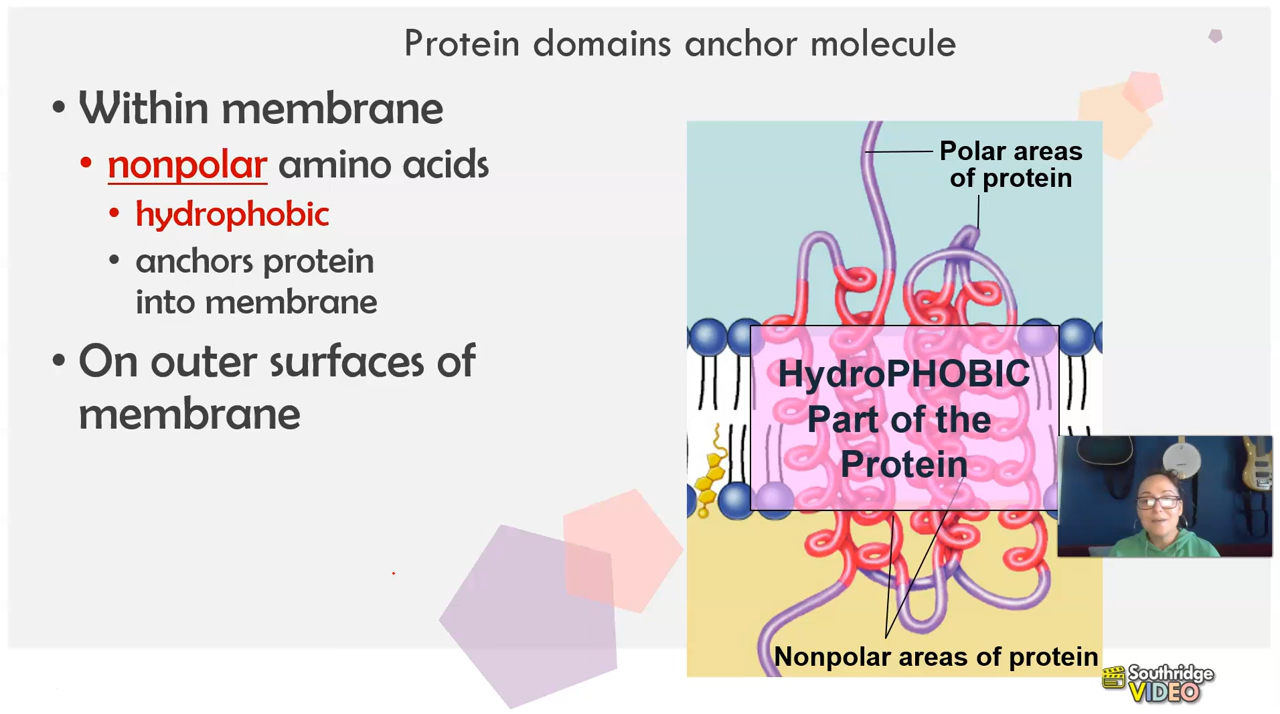 Protein domains anchor molecule
• Within membrane
• nonpolar amino acids
• hydrophobic
• anchors protein
into membrane
• On outer surfaces of
membrane
Polar areas
of protein
HydroPHOBIC
Part of the
Protein
Nonpolar areas of protein
Southridge
VIDEO